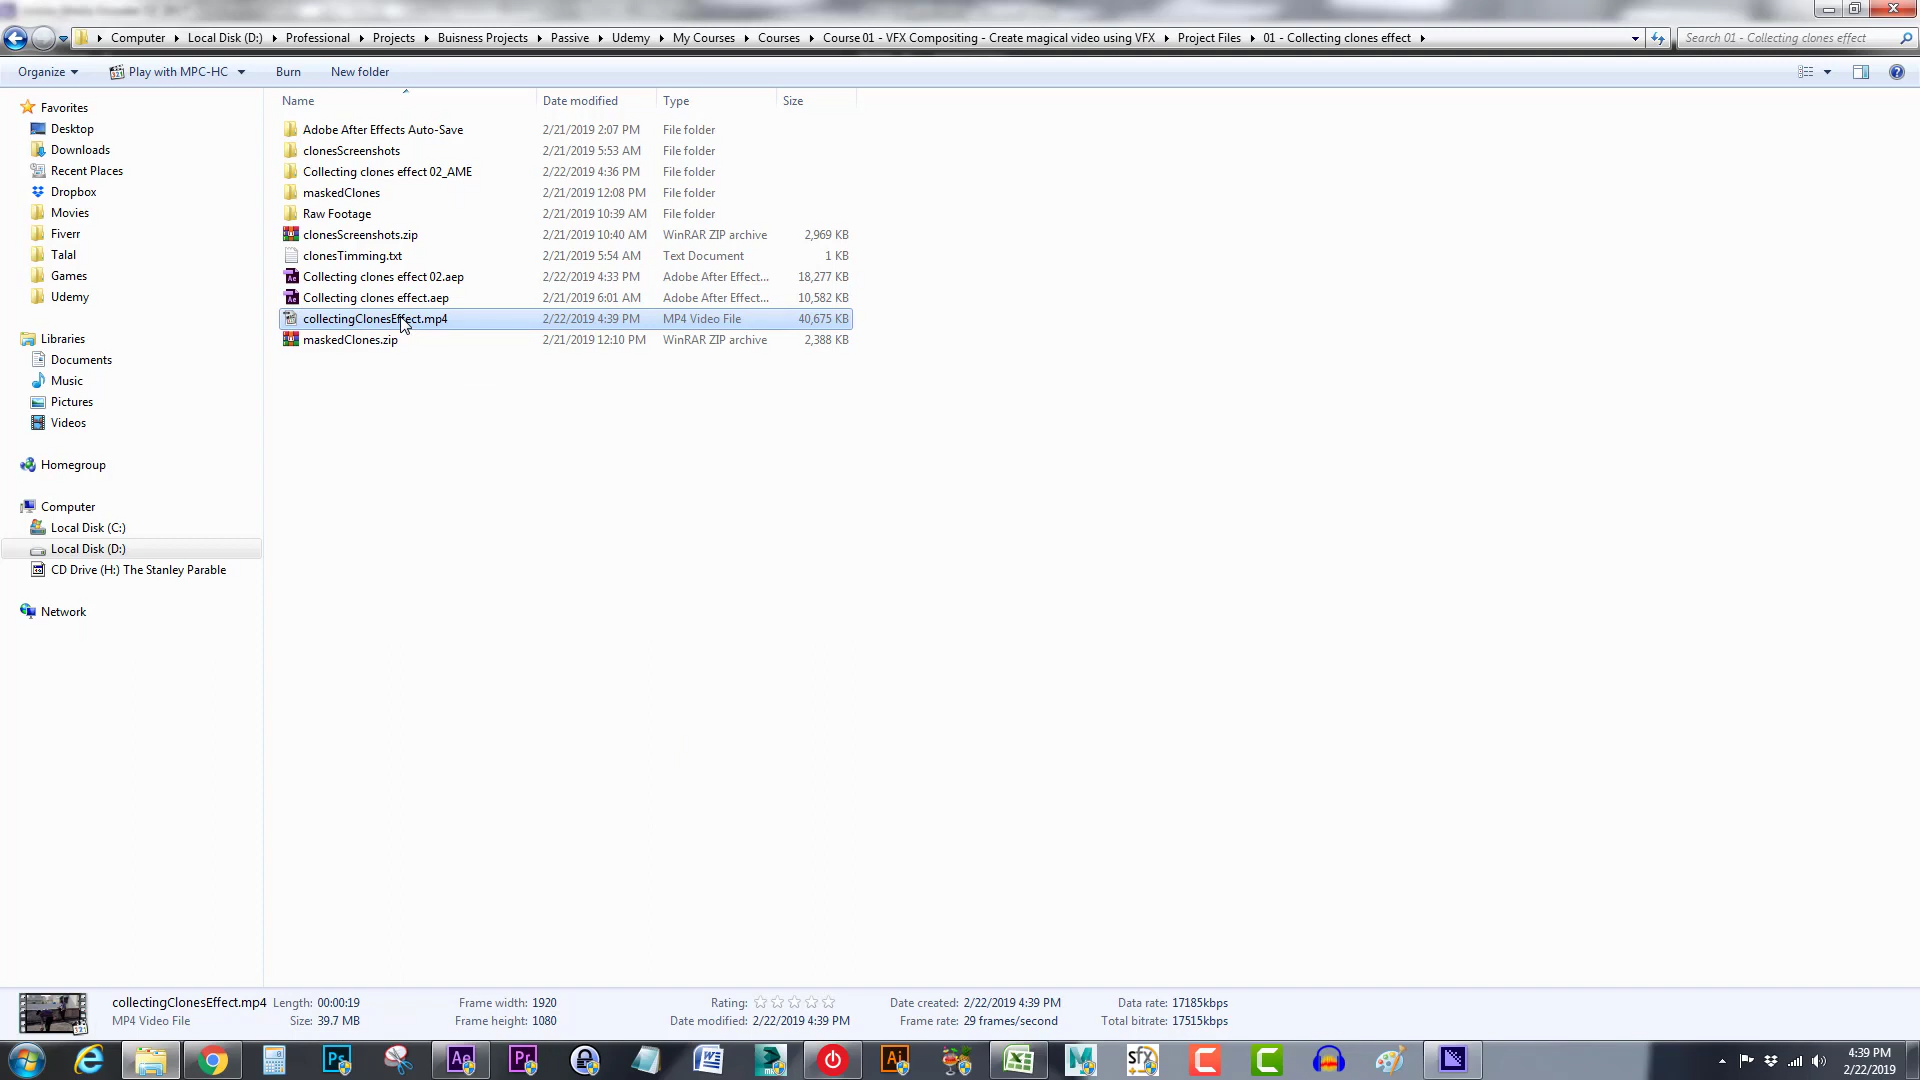 Computer Local Disk (D:) Professional Projects Buisness Projects Passive Udemy My Courses Courses Course 01 - VFX Compositing - Create magical video using VFX Project Files 01 - Collecting clones effect Search 01 - Collecting clones effect
Organize Play with MPC-HC Burn New folder
Name Date modified Type Size
Adobe After Effects Auto-Save 2/21/2019 2:07 PM File folder
clonesScreenshots 2/21/2019 5:53 AM File folder
Collecting clones effect 02_AME 2/22/2019 4:36 PM File folder
maskedClones 2/21/2019 12:08 PM File folder
Raw Footage 2/21/2019 10:39 AM File folder
clonesScreenshots.zip 2/21/2019 10:40 AM WinRAR ZIP archive 2,969 KB
clonesTimming.txt 2/21/2019 5:54 AM Text Document 1 KB
Collecting clones effect 02.aep 2/22/2019 4:33 PM Adobe After Effect... 18,277 KB
Collecting clones effect.aep 2/21/2019 6:01 AM Adobe After Effect... 10,582 KB
collectingClonesEffect.mp4 2/22/2019 4:39 PM MP4 Video File 40,675 KB
maskedClones.zip 2/21/2019 12:10 PM WinRAR ZIP archive 2,388 KB
Favorites
Desktop
Downloads
Recent Places
Dropbox
Movies
Fiverr
Talal
Games
Udemy
Libraries
Documents
Music
Pictures
Videos
Homegroup
Computer
Local Disk (C:)
Local Disk (D:)
CD Drive (H:) The Stanley Parable
Network
collectingClonesEffect.mp4 Length: 00:00:19 Frame width: 1920 Rating: Date created: 2/22/2019 4:39 PM Data rate: 17185kbps
MP4 Video File Size: 39.7 MB Frame height: 1080 Date modified: 2/22/2019 4:39 PM Frame rate: 29 frames/second Total bitrate: 17515kbps
Ps Ae Pr Ai sfx
4:39 PM
2/22/2019